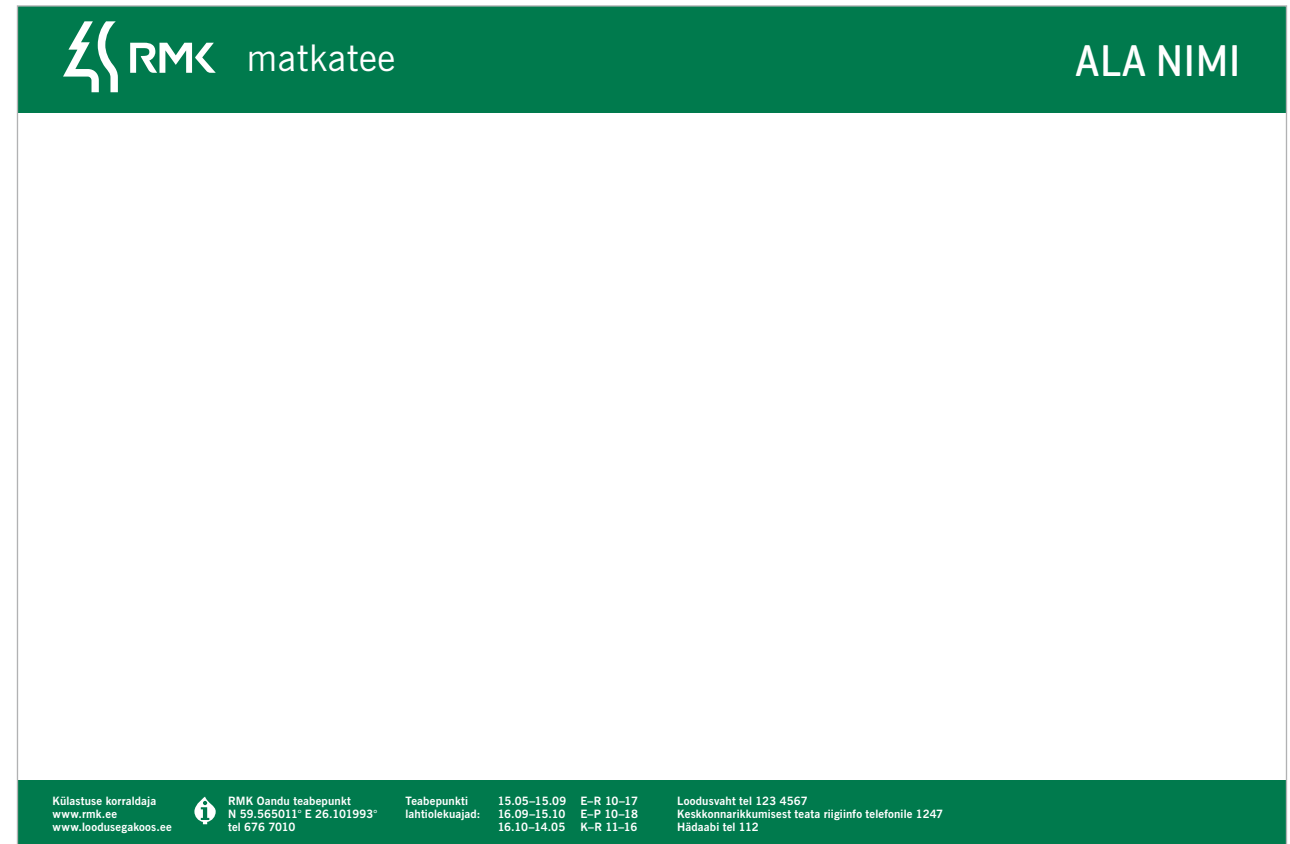 RMK matkatee
ALA NIMI
Külastuse korraldaja
www.rmk.ee
www.loodusegakoos.ee
RMK Oandu teabepunkt
N 59.565011° E 26.101993°
tel 676 7010
Teabepunkti
lahtiolekuajad:
15.05–15.09 E–R 10–17
16.09–15.10 E–P 10–18
16.10–14.05 K–R 11–16
Loodusvaht tel 123 4567
Keskkonnarikkumisest teata riigiinfo telefonile 1247
Hädaabi tel 112